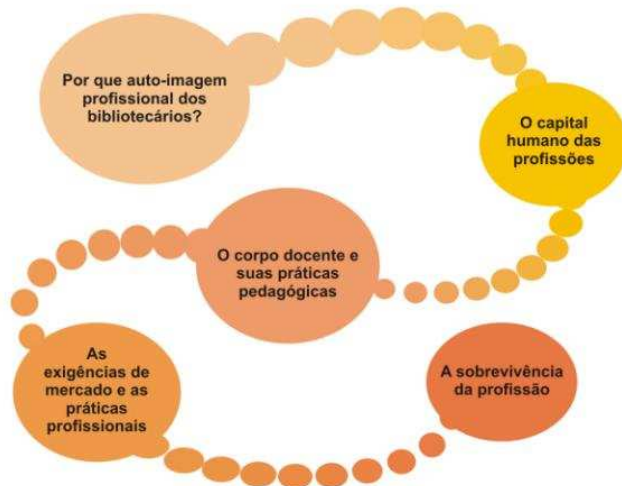 Por que auto-imagem
profissional dos
bibliotecários?
O capital
humano das
profissões
O corpo docente e
suas práticas
pedagógicas
As
exigências de
mercado e as
práticas
profissionais
A sobrevivência
da profissão